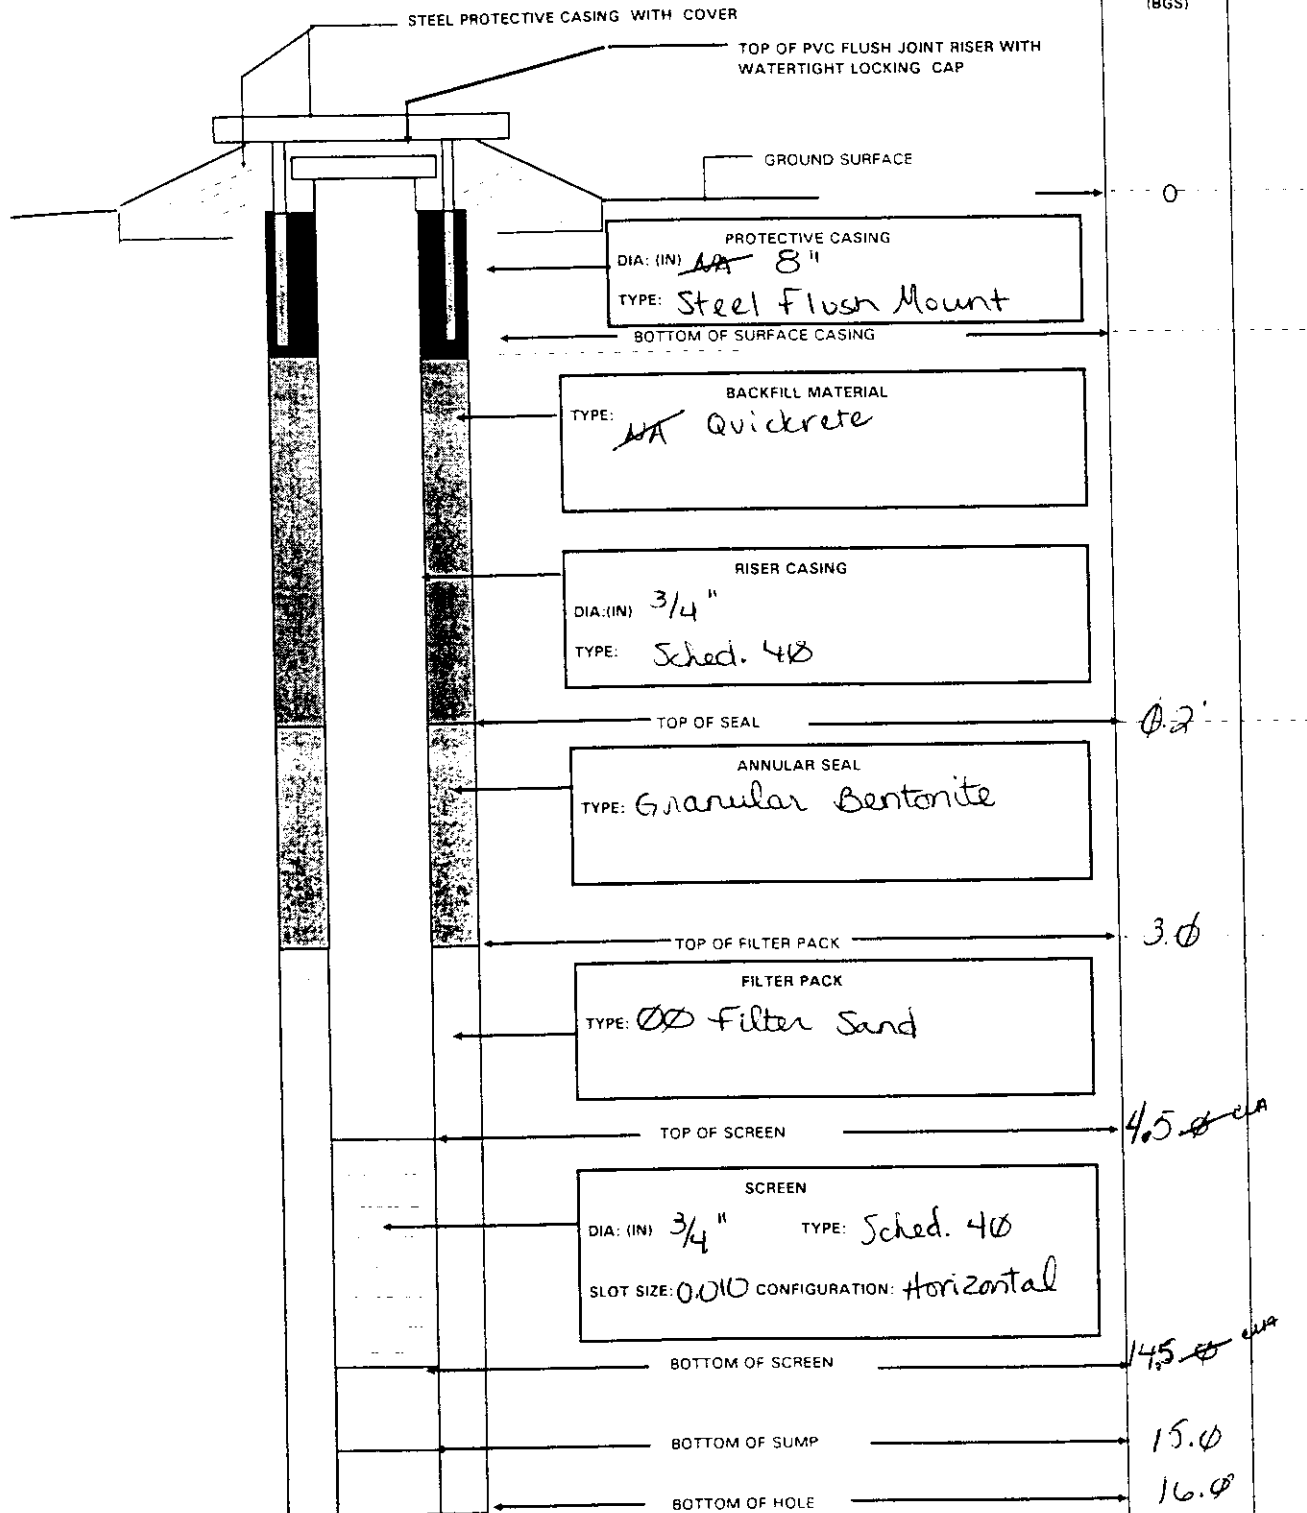 (BGS)
STEEL PROTECTIVE CASING WITH COVER
TOP OF PVC FLUSH JOINT RISER WITH
WATERTIGHT LOCKING CAP
GROUND SURFACE
0
PROTECTIVE CASING
DIA: (IN) NA 8"
TYPE: Steel Flush Mount
BOTTOM OF SURFACE CASING
BACKFILL MATERIAL
TYPE: NA Quickrete
RISER CASING
DIA:(IN) 3/4"
TYPE: Sched. 40
TOP OF SEAL 0.2'
ANNULAR SEAL
TYPE: Granular Bentonite
TOP OF FILTER PACK 3.0
FILTER PACK
TYPE: 00 Filter Sand
TOP OF SCREEN 4.5
SCREEN
DIA: (IN) 3/4" TYPE: Sched. 40
SLOT SIZE: 0.010 CONFIGURATION: Horizontal
BOTTOM OF SCREEN 14.5
BOTTOM OF SUMP 15.0
BOTTOM OF HOLE 16.0